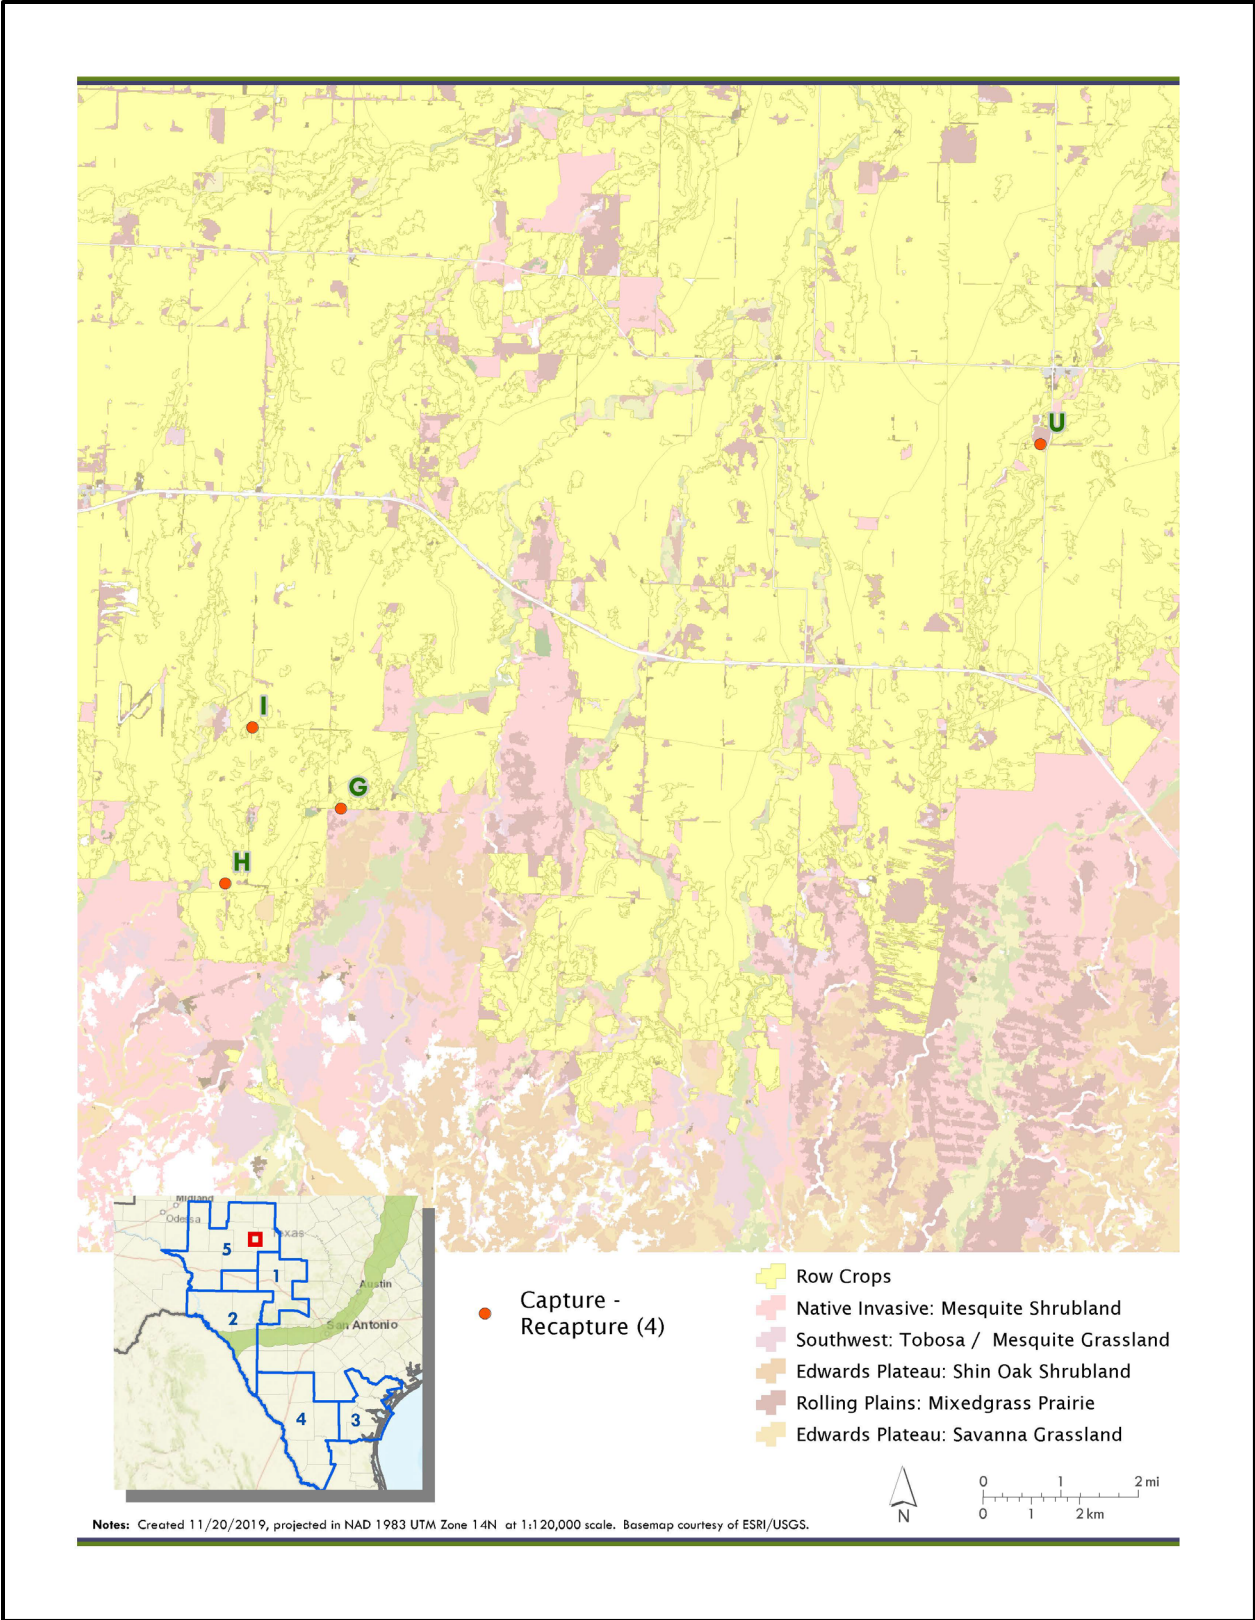 U
I
G
H
Midland
Odessa
Texas
5
1
Austin
2
San Antonio
4
3
Capture -
Recapture (4)
Row Crops
Native Invasive: Mesquite Shrubland
Southwest: Tobosa / Mesquite Grassland
Edwards Plateau: Shin Oak Shrubland
Rolling Plains: Mixedgrass Prairie
Edwards Plateau: Savanna Grassland
N
0 1 2 mi
0 1 2 km
Notes: Created 11/20/2019, projected in NAD 1983 UTM Zone 14N at 1:120,000 scale. Basemap courtesy of ESRI/USGS.